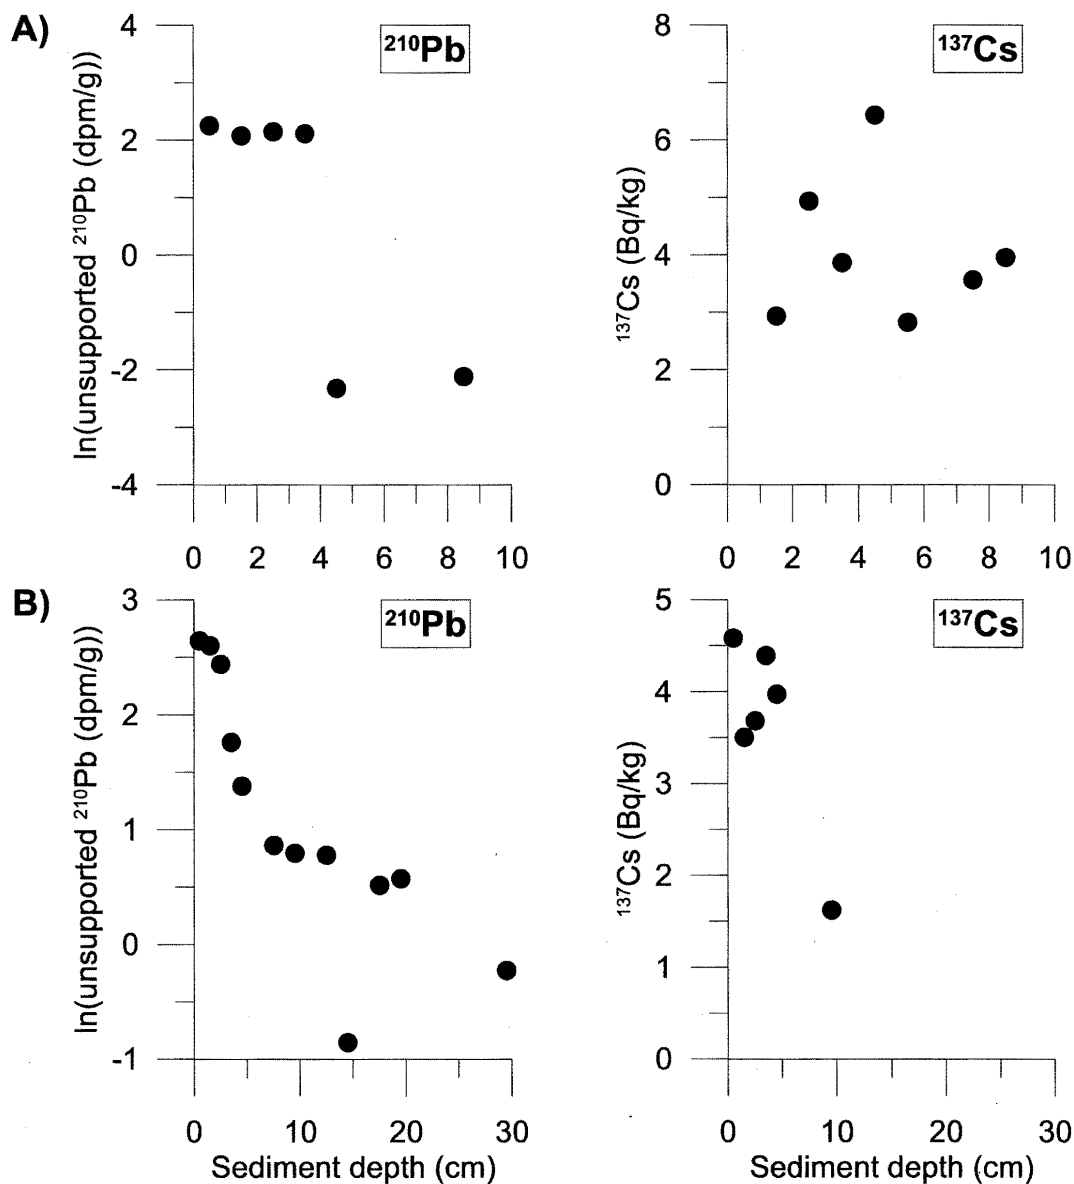 A)
²¹⁰Pb
¹³⁷Cs
ln(unsupported ²¹⁰Pb (dpm/g))
4
2
0
-2
-4
0 2 4 6 8 10
¹³⁷Cs (Bq/kg)
8
6
4
2
0
0 2 4 6 8 10
B)
²¹⁰Pb
¹³⁷Cs
ln(unsupported ²¹⁰Pb (dpm/g))
3
2
1
0
-1
0 10 20 30
Sediment depth (cm)
¹³⁷Cs (Bq/kg)
5
4
3
2
1
0
0 10 20 30
Sediment depth (cm)